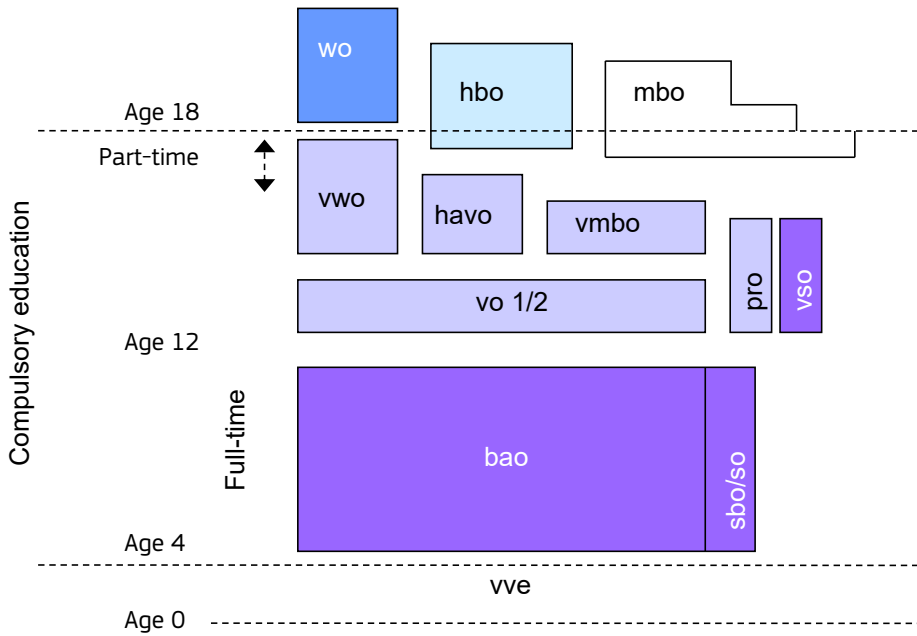 wo
hbo
mbo
Age 18
Part-time
vwo
havo
vmbo
pro
vso
vo 1/2
Age 12
Compulsory education
Full-time
bao
sbo/so
Age 4
vve
Age 0